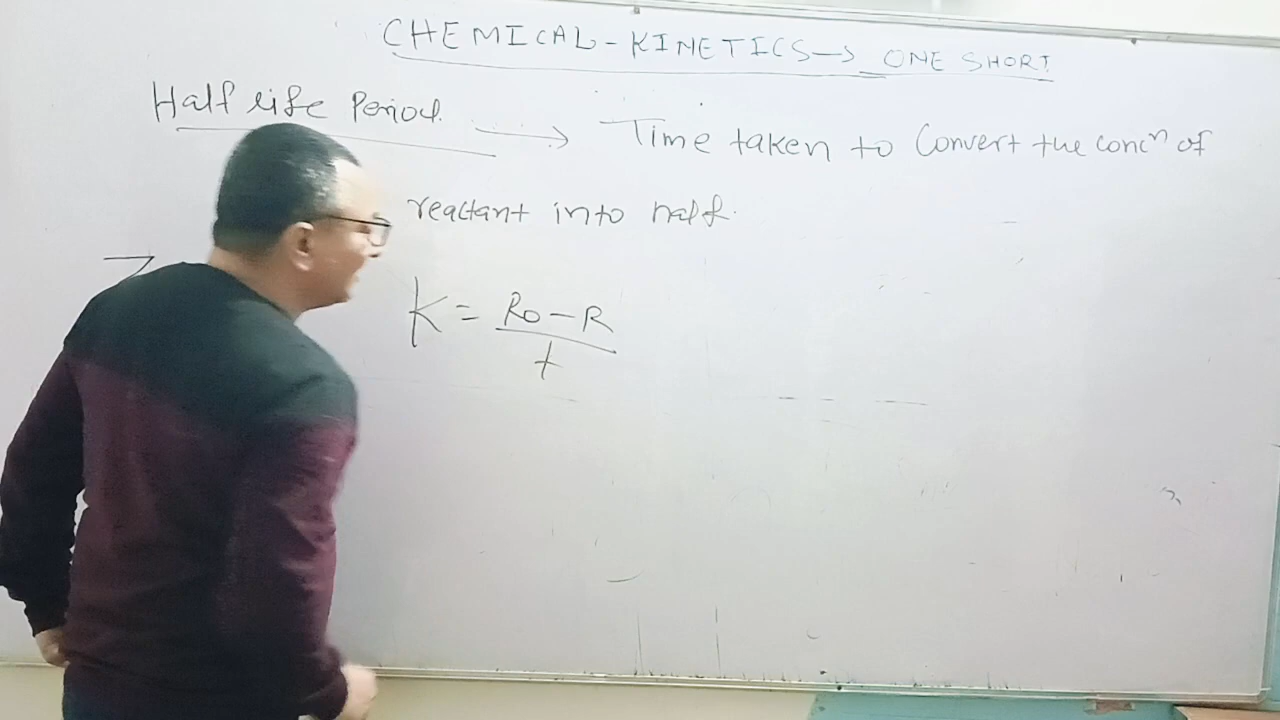 CHEMICAL-KINETICS→ ONE SHORT
Half life Period. → Time taken to Convert the concⁿ of
reactant into half.
K = R₀ - R / t